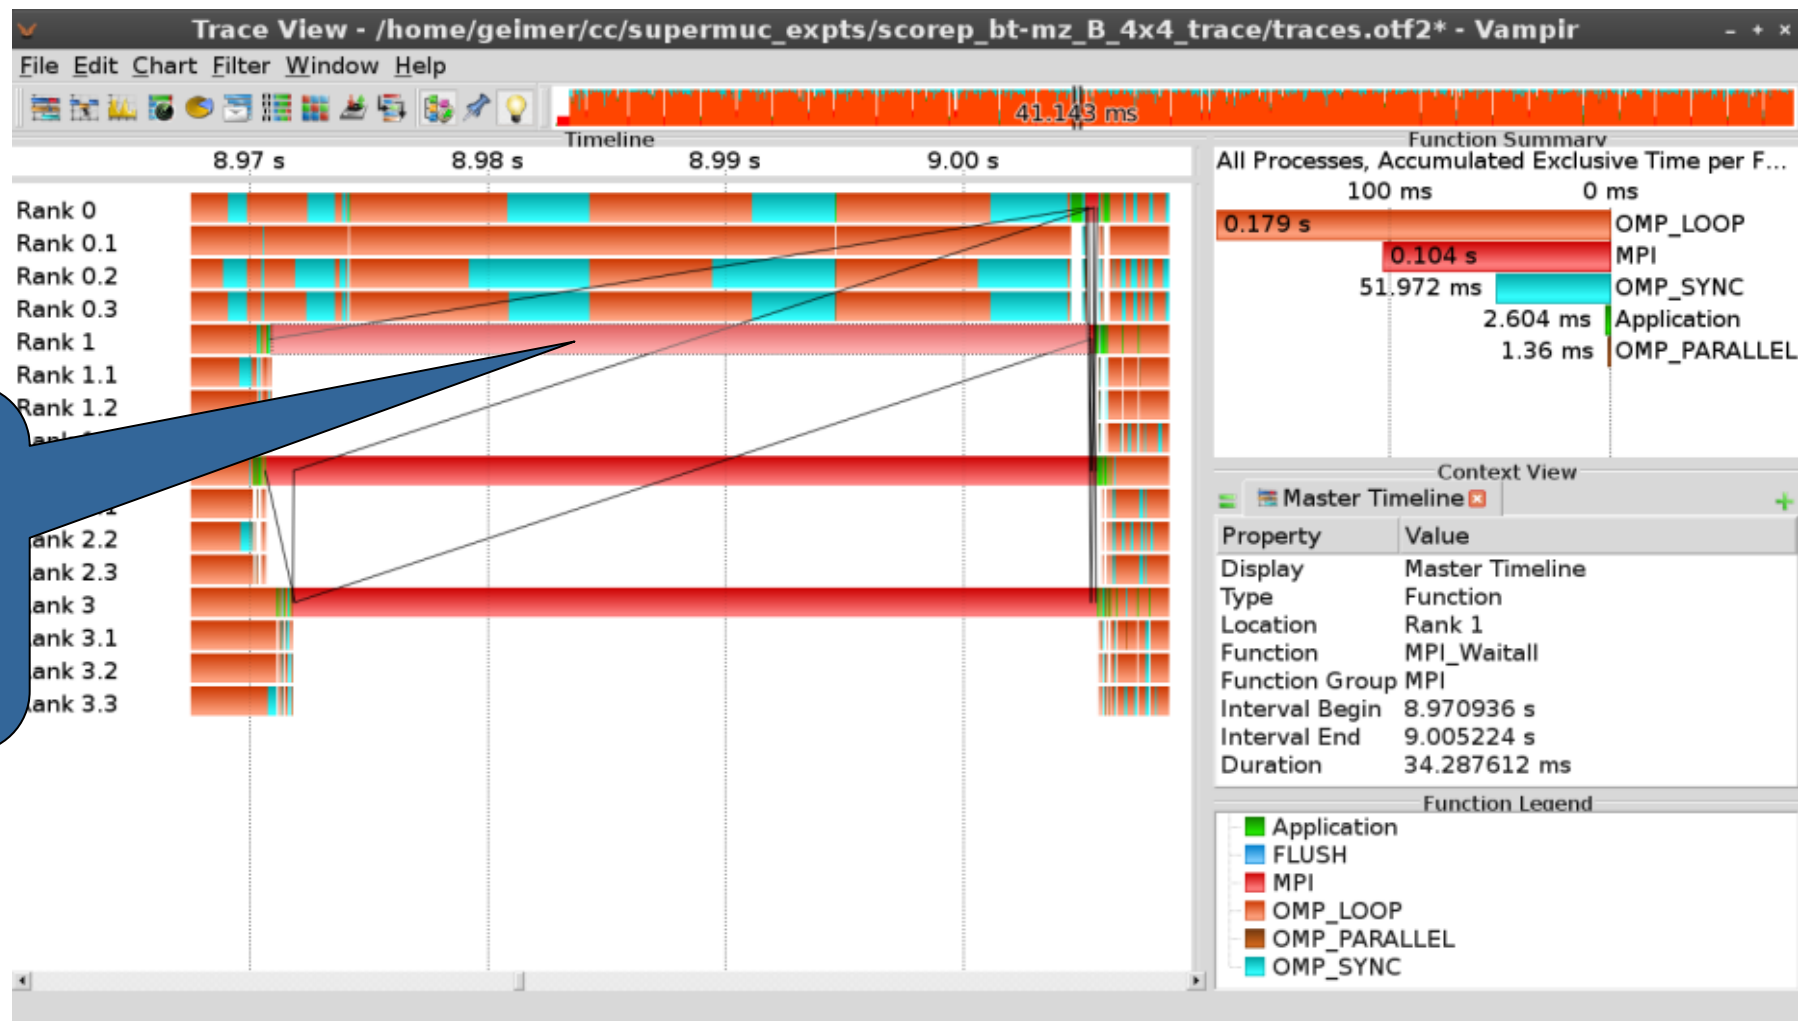 Trace View - /home/geimer/cc/supermuc_expts/scorep_bt-mz_B_4x4_trace/traces.otf2* - Vampir
File Edit Chart Filter Window Help
41.143 ms
Timeline
8.97 s 8.98 s 8.99 s 9.00 s
Rank 0
Rank 0.1
Rank 0.2
Rank 0.3
Rank 1
Rank 1.1
Rank 1.2
ank 2.2
ank 2.3
ank 3
ank 3.1
ank 3.2
ank 3.3
Function Summary
All Processes, Accumulated Exclusive Time per F...
100 ms 0 ms
0.179 s OMP_LOOP
0.104 s MPI
51.972 ms OMP_SYNC
2.604 ms Application
1.36 ms OMP_PARALLEL
Context View
Master Timeline
Property Value
Display Master Timeline
Type Function
Location Rank 1
Function MPI_Waitall
Function Group MPI
Interval Begin 8.970936 s
Interval End 9.005224 s
Duration 34.287612 ms
Function Legend
Application
FLUSH
MPI
OMP_LOOP
OMP_PARALLEL
OMP_SYNC